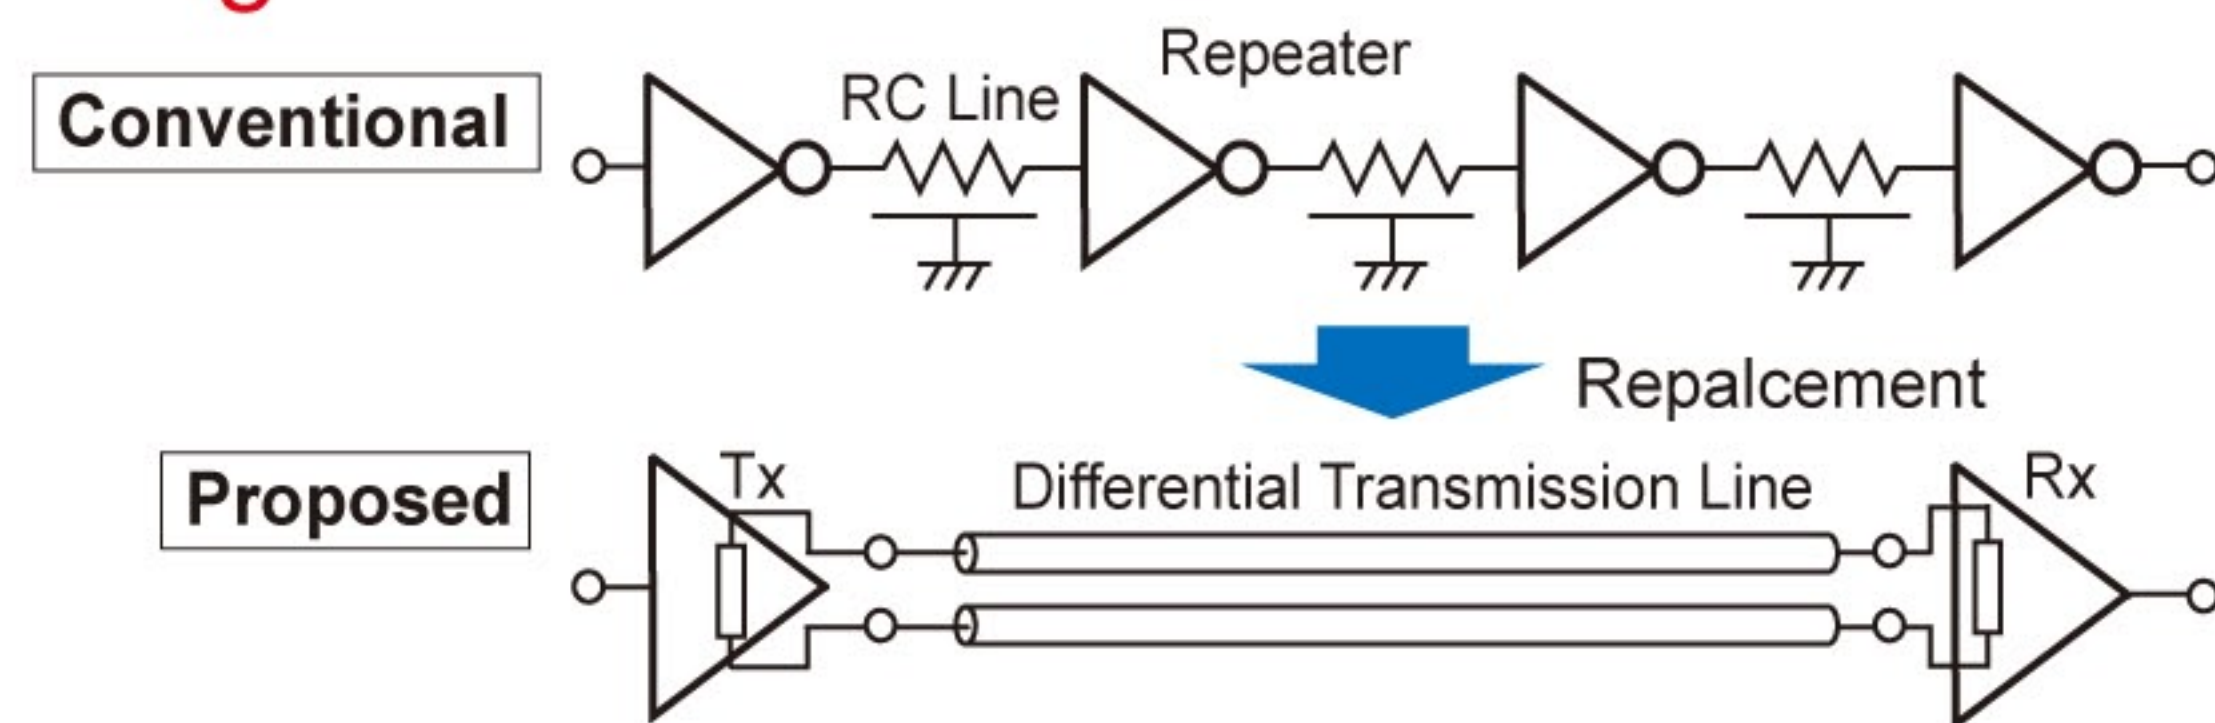 Repeater
Conventional
RC Line
Repalcement
Proposed
Tx
Differential Transmission Line
Rx